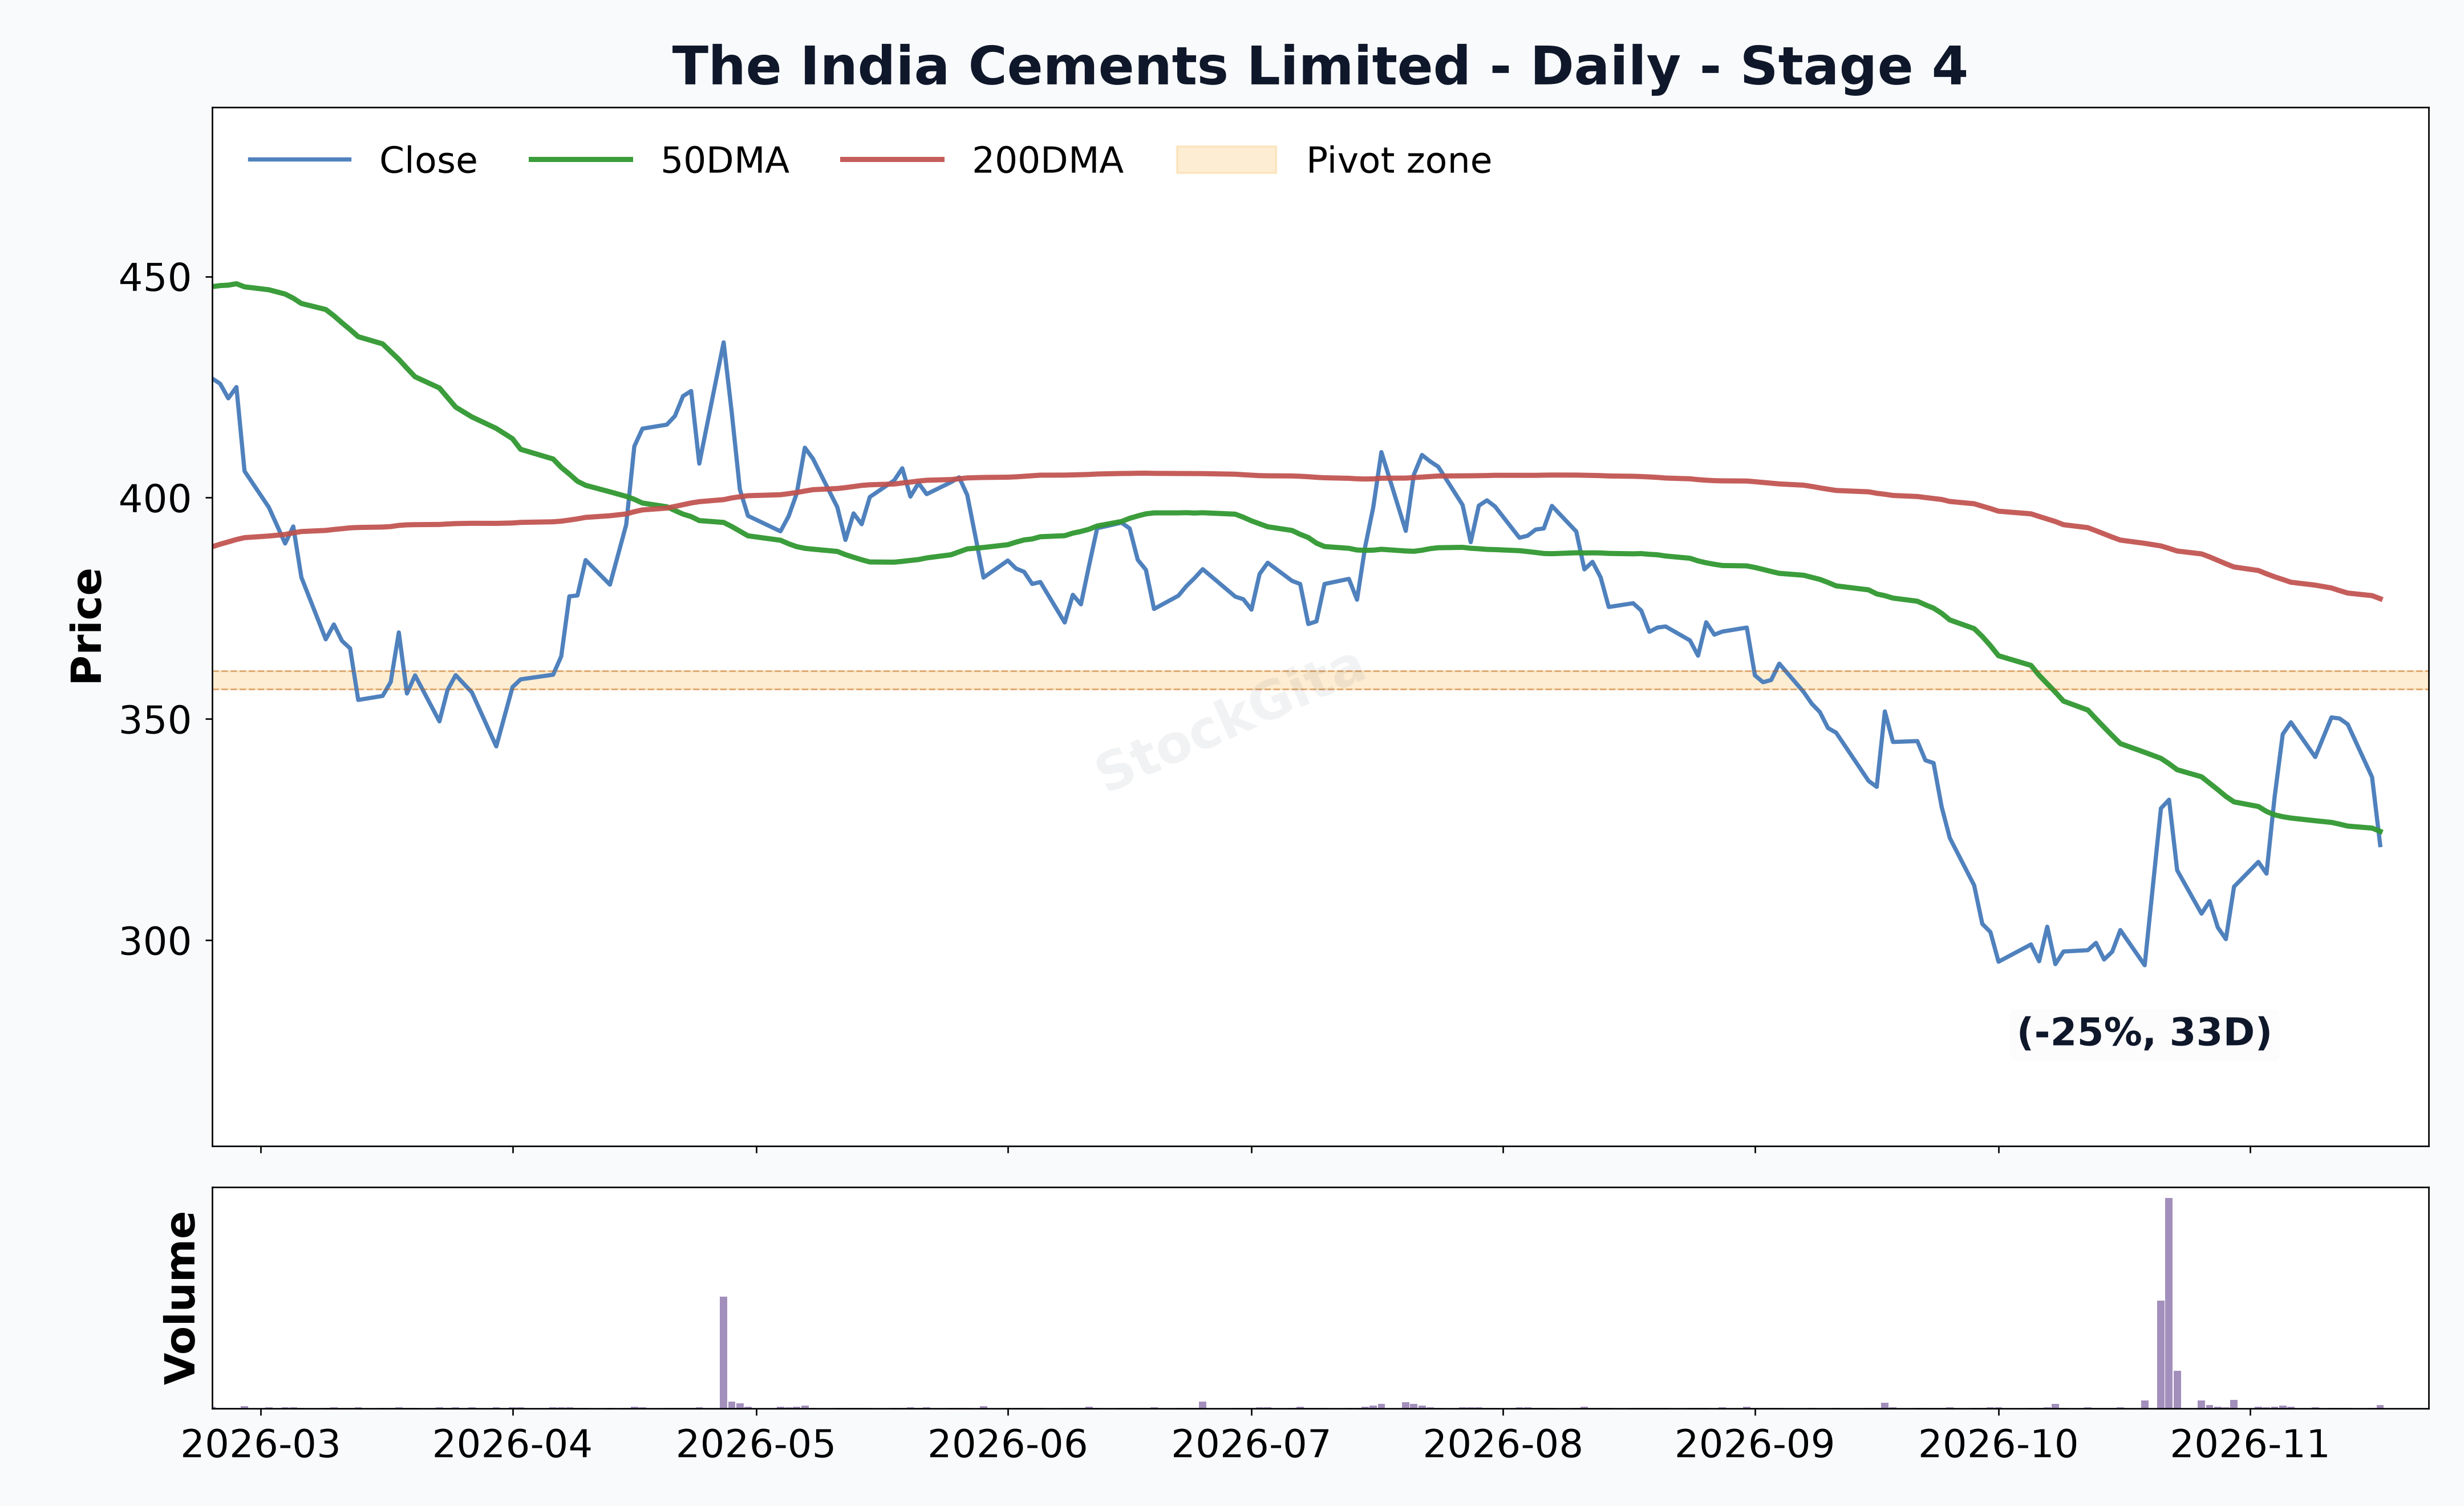 The India Cements Limited - Daily - Stage 4
Close 50DMA 200DMA Pivot zone
Price
450
400
350
300
StockGita
(-25%, 33D)
Volume
2026-03 2026-04 2026-05 2026-06 2026-07 2026-08 2026-09 2026-10 2026-11